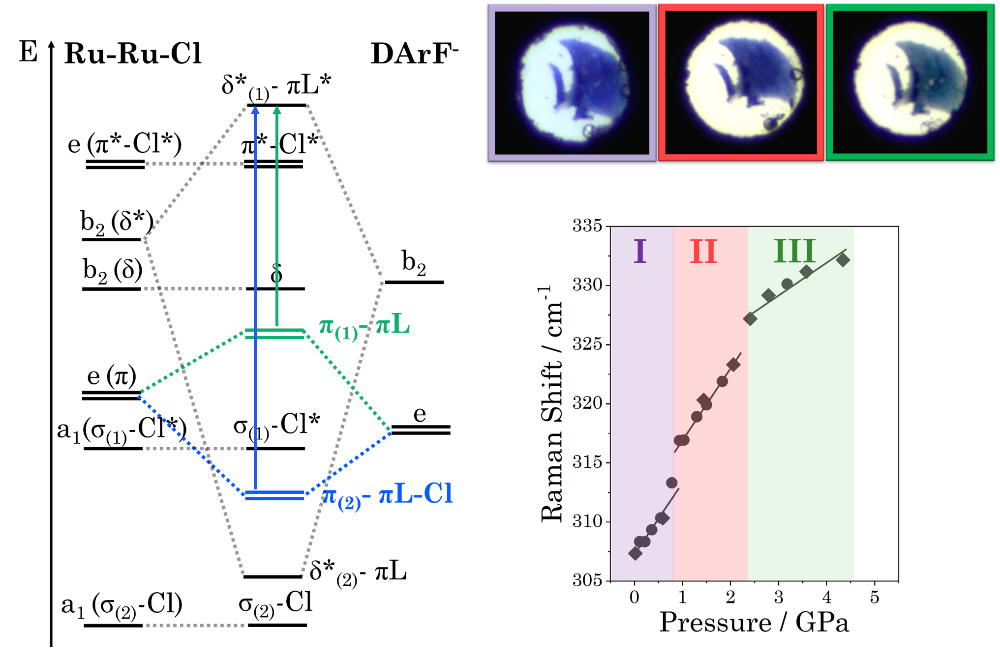 E
Ru-Ru-Cl
DArF⁻
δ*₍₁₎- πL*
e (π*-Cl*)
π*-Cl*
b₂ (δ*)
b₂ (δ)
δ
b₂
π₍₁₎- πL
e (π)
e
a₁(σ₍₁₎-Cl*)
σ₍₁₎-Cl*
π₍₂₎- πL-Cl
δ*₍₂₎- πL
a₁ (σ₍₂₎-Cl)
σ₍₂₎-Cl
Raman Shift / cm⁻¹
335
330
325
320
315
310
305
I
II
III
0 1 2 3 4 5
Pressure / GPa